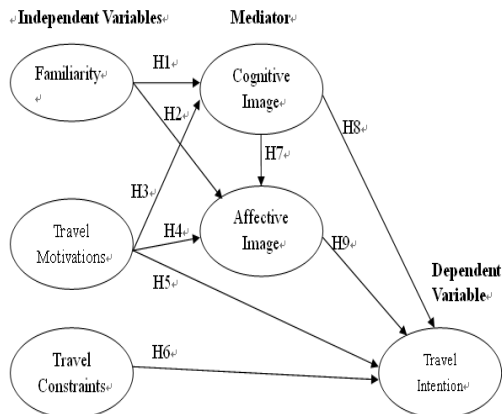 Independent Variables
Mediator
Familiarity
H1
Cognitive
Image
H2
H8
H7
H3
Travel
Motivations
H4
Affective
Image
H9
H5
Dependent
Variable
Travel
Constraints
H6
Travel
Intention